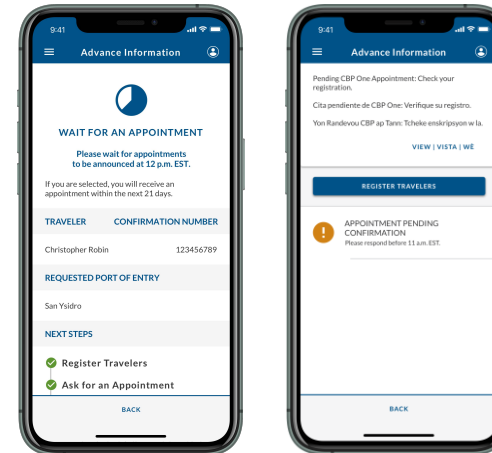 9:41
Advance Information
WAIT FOR AN APPOINTMENT
Please wait for appointments
to be announced at 12 p.m. EST.
If you are selected, you will receive an
appointment within the next 21 days.
TRAVELER CONFIRMATION NUMBER
Christopher Robin 123456789
REQUESTED PORT OF ENTRY
San Ysidro
NEXT STEPS
Register Travelers
Ask for an Appointment
BACK
9:41
Advance Information
Pending CBP One Appointment: Check your
registration.
Cita pendiente de CBP One: Verifique su registro.
Yon Randevou CBP ap Tann: Tcheke enskripsyon w la.
VIEW | VISTA | WÈ
REGISTER TRAVELERS
APPOINTMENT PENDING
CONFIRMATION
Please respond before 11 a.m. EST.
BACK